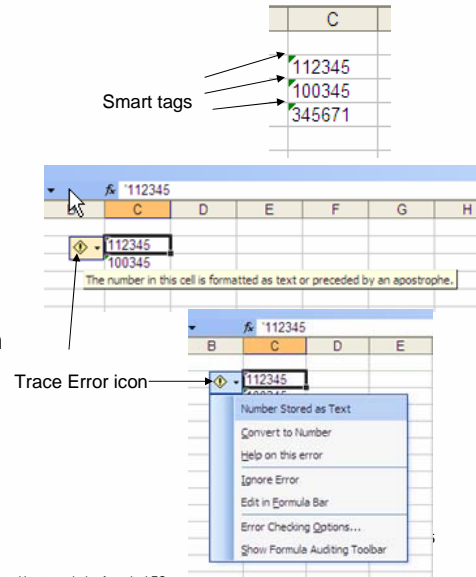 C
112345
100345
345671
Smart tags
fx '112345
C D E F G H
112345
100345
The number in this cell is formatted as text or preceded by an apostrophe.
fx '112345
B C D E
Trace Error icon
112345
Number Stored as Text
Convert to Number
Help on this error
Ignore Error
Edit in Formula Bar
Error Checking Options...
Show Formula Auditing Toolbar